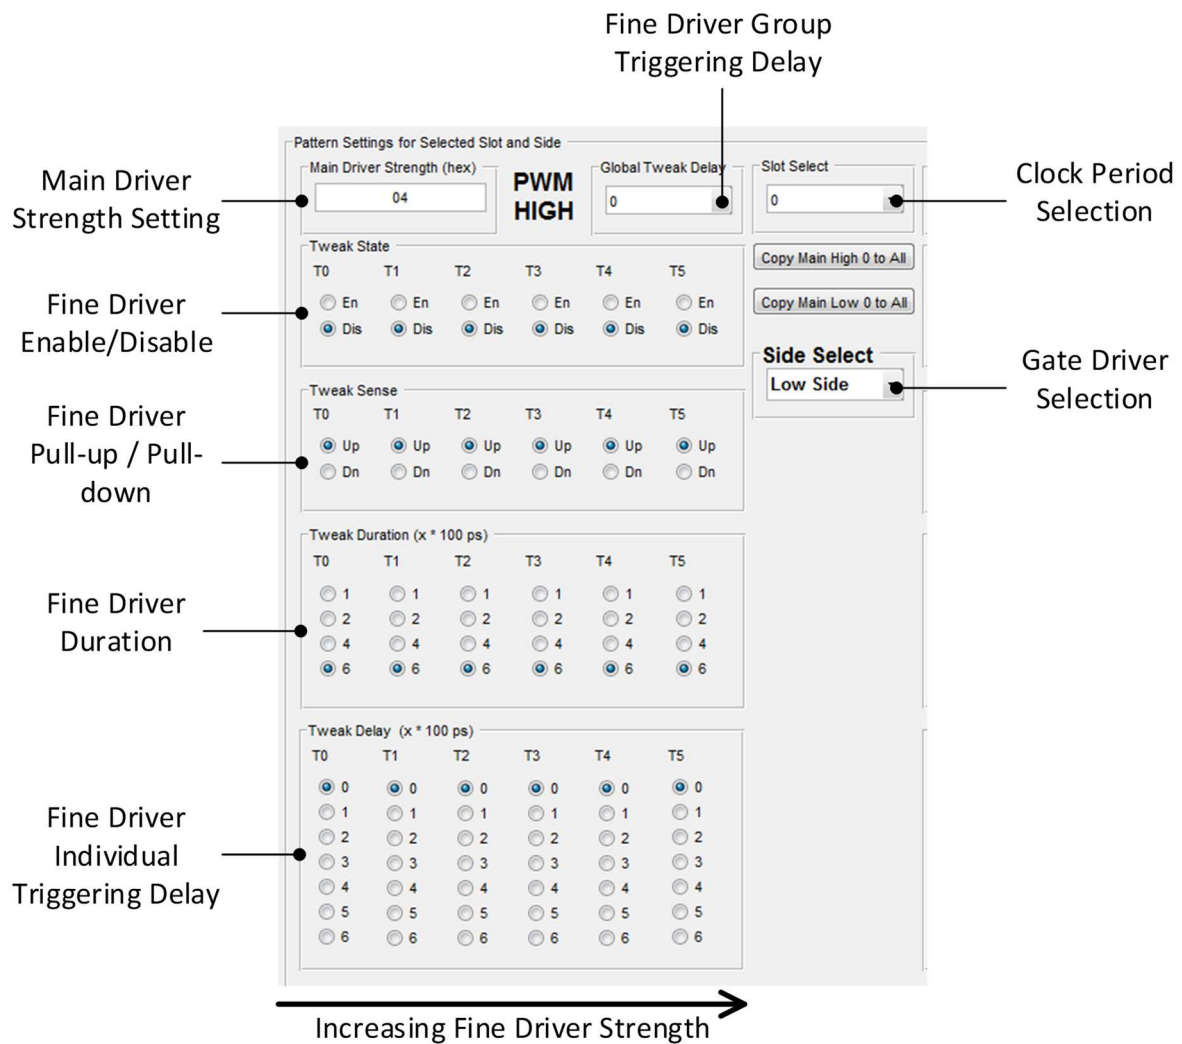 Fine Driver Group
Triggering Delay
Pattern Settings for Selected Slot and Side
Main Driver
Strength Setting
Main Driver Strength (hex)
04
PWM
HIGH
Global Tweak Delay
0
Slot Select
0
Clock Period
Selection
Copy Main High 0 to All
Copy Main Low 0 to All
Fine Driver
Enable/Disable
Tweak State
T0 T1 T2 T3 T4 T5
En En En En En En
Dis Dis Dis Dis Dis Dis
Side Select
Low Side
Gate Driver
Selection
Fine Driver
Pull-up / Pull-
down
Tweak Sense
T0 T1 T2 T3 T4 T5
Up Up Up Up Up Up
Dn Dn Dn Dn Dn Dn
Fine Driver
Duration
Tweak Duration (x * 100 ps)
T0 T1 T2 T3 T4 T5
1 1 1 1 1 1
2 2 2 2 2 2
4 4 4 4 4 4
6 6 6 6 6 6
Fine Driver
Individual
Triggering Delay
Tweak Delay (x * 100 ps)
T0 T1 T2 T3 T4 T5
0 0 0 0 0 0
1 1 1 1 1 1
2 2 2 2 2 2
3 3 3 3 3 3
4 4 4 4 4 4
5 5 5 5 5 5
6 6 6 6 6 6
Increasing Fine Driver Strength